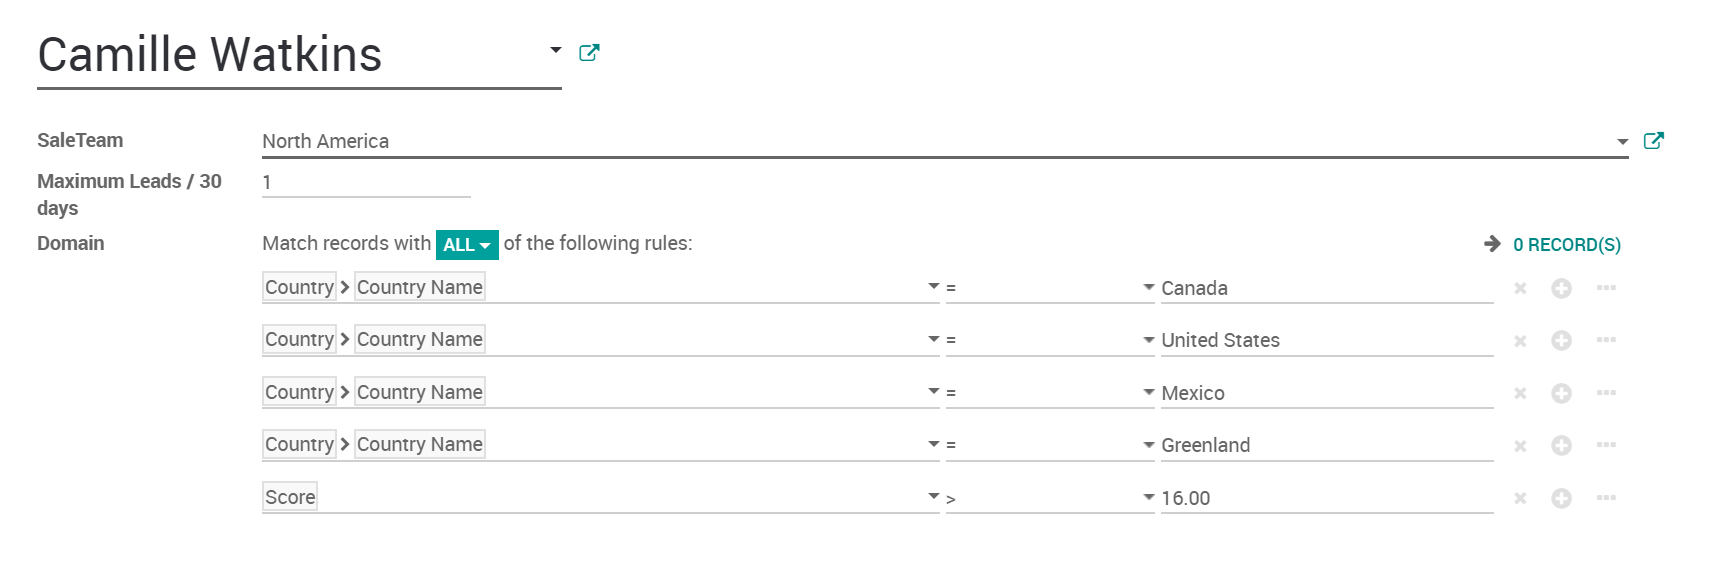 Camille Watkins
SaleTeam North America
Maximum Leads / 30 days 1
Domain Match records with ALL of the following rules: 0 RECORD(S)
Country Country Name = Canada
Country Country Name = United States
Country Country Name = Mexico
Country Country Name = Greenland
Score > 16.00